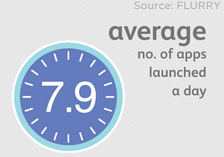 Source: FLURRY
average
no. of apps
launched
a day
7.9